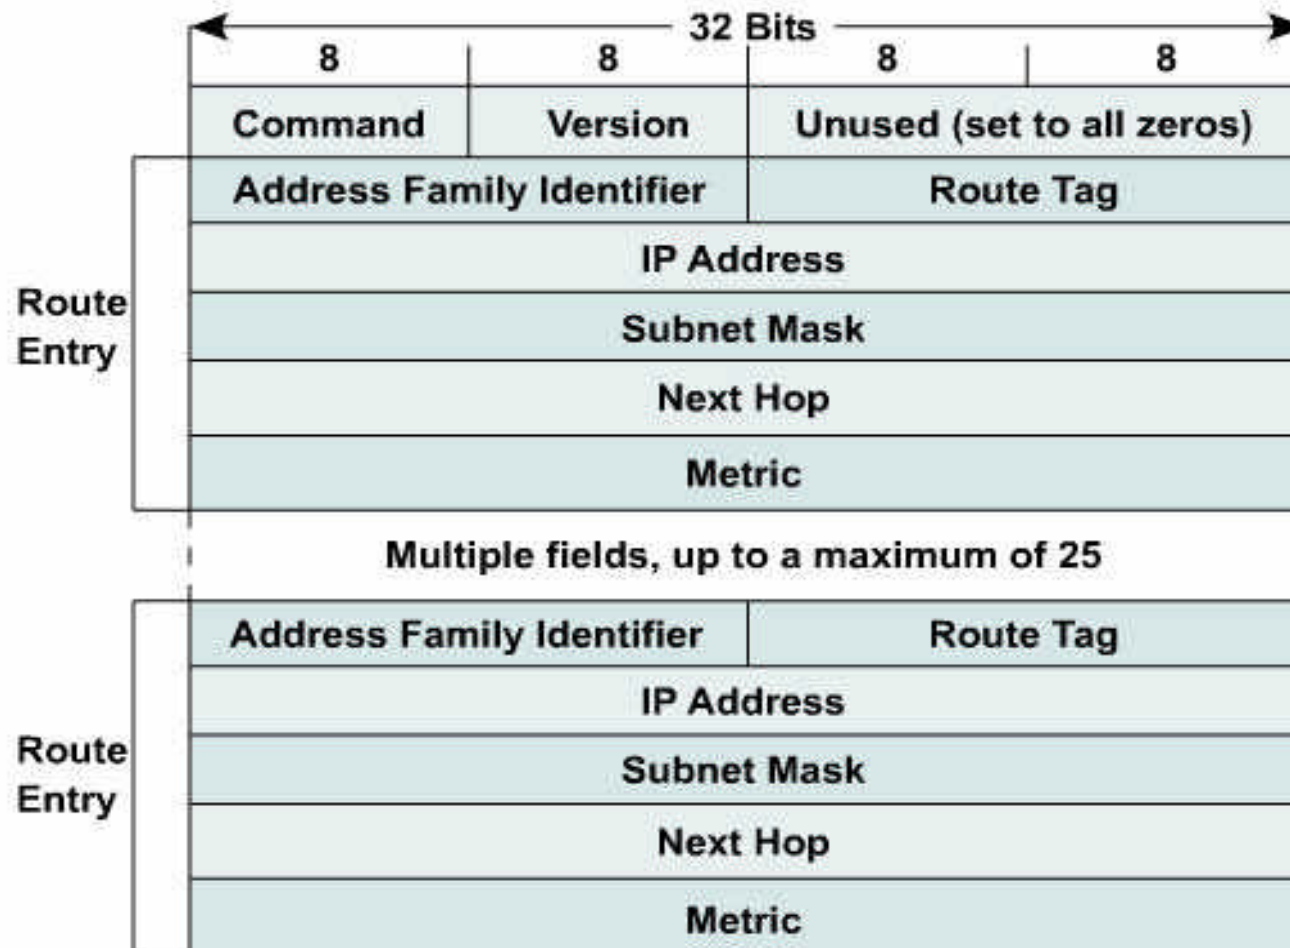 32 Bits
8 8 8 8
Command Version Unused (set to all zeros)
Address Family Identifier Route Tag
IP Address
Route
Entry
Subnet Mask
Next Hop
Metric
Multiple fields, up to a maximum of 25
Address Family Identifier Route Tag
IP Address
Route
Entry
Subnet Mask
Next Hop
Metric